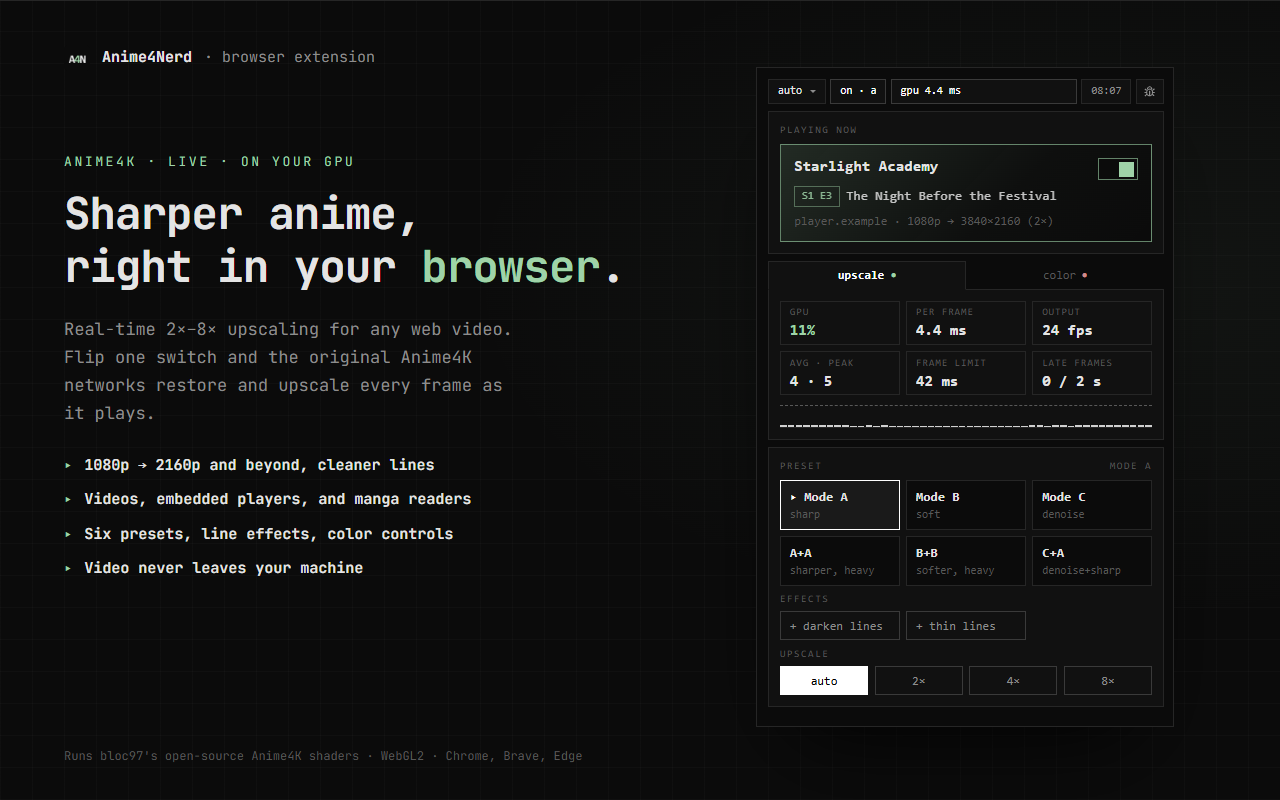 A4N Anime4Nerd · browser extension
ANIME4K · LIVE · ON YOUR GPU
Sharper anime,
right in your browser.
Real-time 2×–8× upscaling for any web video.
Flip one switch and the original Anime4K
networks restore and upscale every frame as
it plays.
▸ 1080p → 2160p and beyond, cleaner lines
▸ Videos, embedded players, and manga readers
▸ Six presets, line effects, color controls
▸ Video never leaves your machine
Runs bloc97's open-source Anime4K shaders · WebGL2 · Chrome, Brave, Edge
auto on · a gpu 4.4 ms 08:07
PLAYING NOW
Starlight Academy
S1 E3 The Night Before the Festival
player.example · 1080p → 3840×2160 (2×)
upscale • color •
GPU PER FRAME OUTPUT
11% 4.4 ms 24 fps
AVG · PEAK FRAME LIMIT LATE FRAMES
4 · 5 42 ms 0 / 2 s
PRESET MODE A
▸ Mode A Mode B Mode C
sharp soft denoise
A+A B+B C+A
sharper, heavy softer, heavy denoise+sharp
EFFECTS
+ darken lines + thin lines
UPSCALE
auto 2× 4× 8×